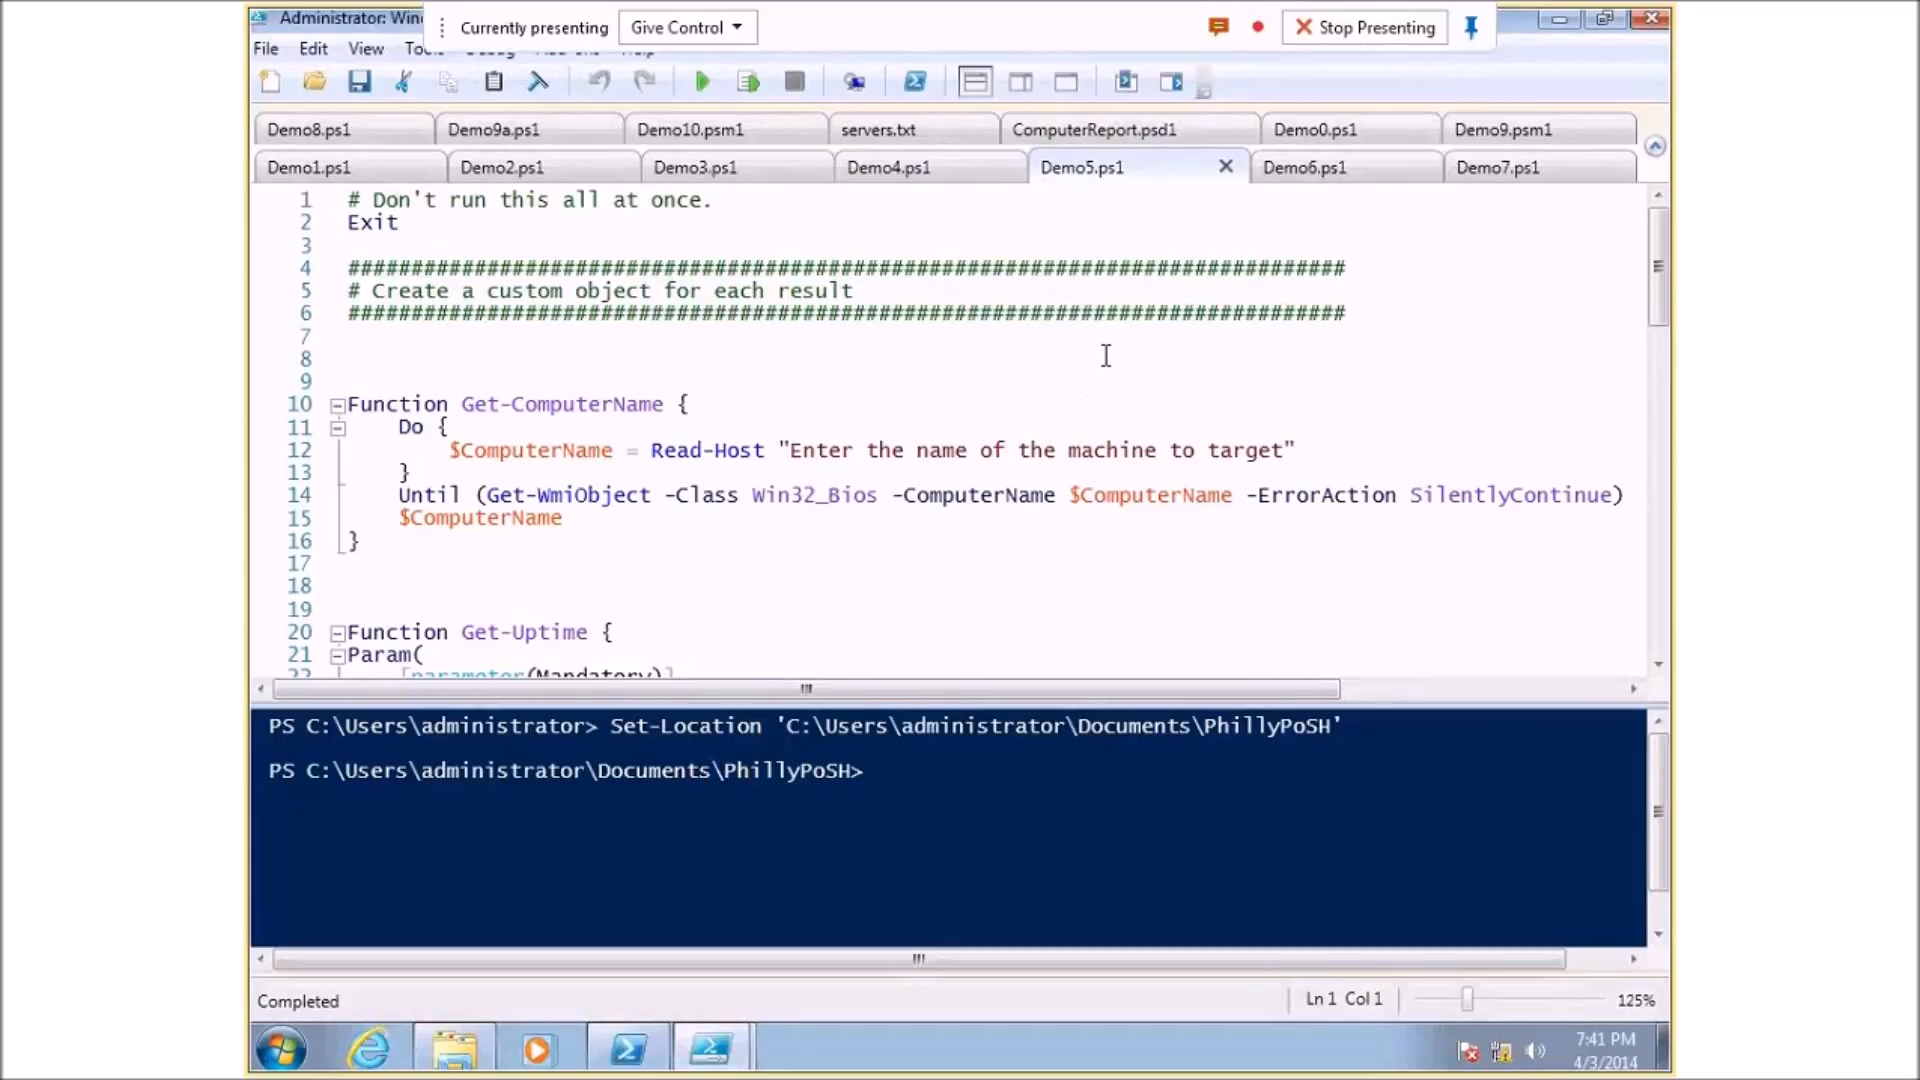 Administrator: Win
Currently presenting
Give Control
Stop Presenting
File Edit View
Demo8.ps1 Demo9a.ps1 Demo10.psm1 servers.txt ComputerReport.psd1 Demo0.ps1 Demo9.psm1
Demo1.ps1 Demo2.ps1 Demo3.ps1 Demo4.ps1 Demo5.ps1 Demo6.ps1 Demo7.ps1
1 # Don't run this all at once.
2 Exit
3
4 ###############################################################################
5 # Create a custom object for each result
6 ###############################################################################
7
8
9
10 Function Get-ComputerName {
11 Do {
12 $ComputerName = Read-Host "Enter the name of the machine to target"
13 }
14 Until (Get-WmiObject -Class Win32_Bios -ComputerName $ComputerName -ErrorAction SilentlyContinue)
15 $ComputerName
16 }
17
18
19
20 Function Get-Uptime {
21 Param(
22 [parameter(Mandatory)]
PS C:\Users\administrator> Set-Location 'C:\Users\administrator\Documents\PhillyPoSH'
PS C:\Users\administrator\Documents\PhillyPoSH>
Completed
Ln 1 Col 1
125%
7:41 PM
4/3/2014